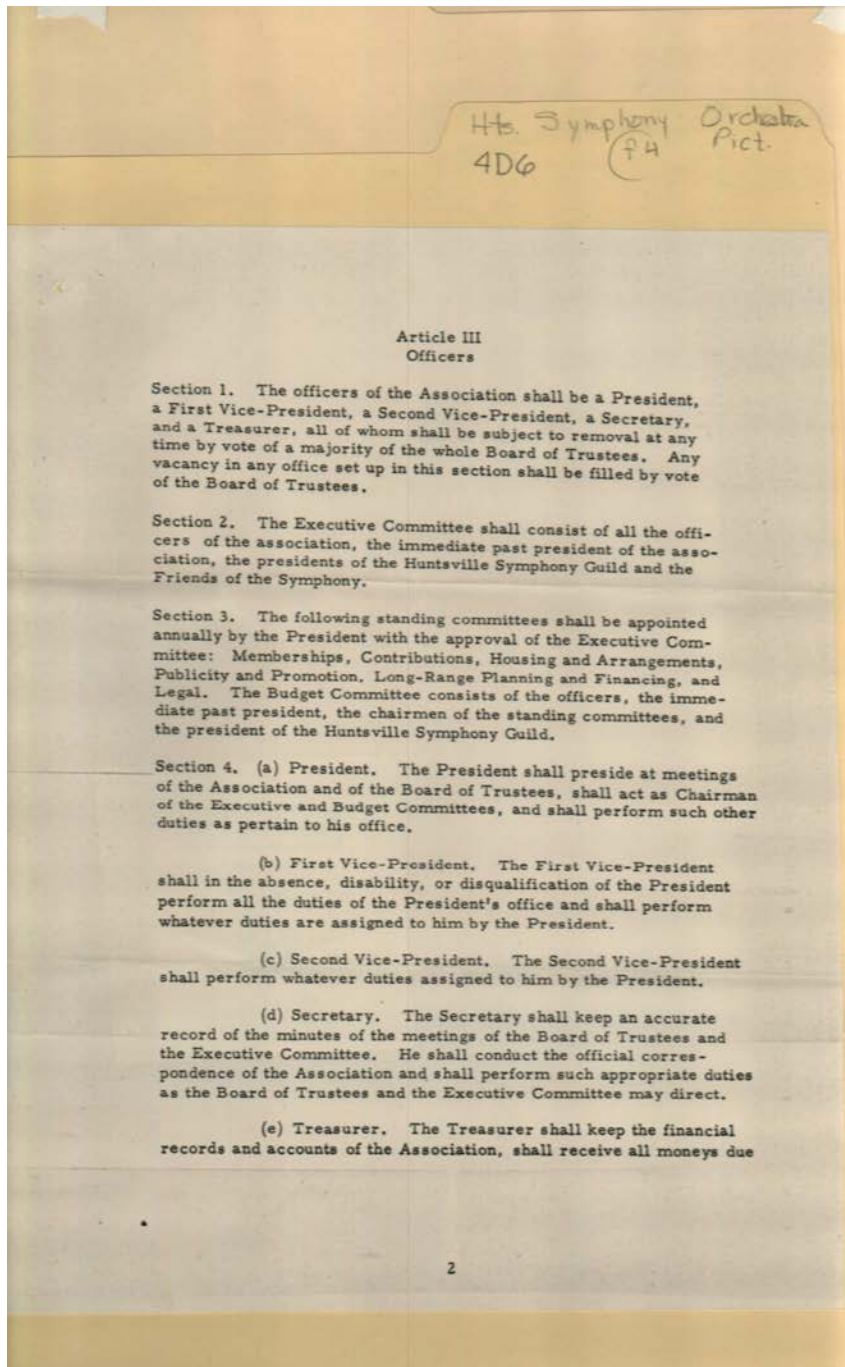 Hts. Symphony Orchestra
4D6 f4 Pict.
Article III
Officers
Section 1. The officers of the Association shall be a President,
a First Vice-President, a Second Vice-President, a Secretary,
and a Treasurer, all of whom shall be subject to removal at any
time by vote of a majority of the whole Board of Trustees. Any
vacancy in any office set up in this section shall be filled by vote
of the Board of Trustees.
Section 2. The Executive Committee shall consist of all the offi-
cers of the association, the immediate past president of the asso-
ciation, the presidents of the Huntsville Symphony Guild and the
Friends of the Symphony.
Section 3. The following standing committees shall be appointed
annually by the President with the approval of the Executive Com-
mittee: Memberships, Contributions, Housing and Arrangements,
Publicity and Promotion, Long-Range Planning and Financing, and
Legal. The Budget Committee consists of the officers, the imme-
diate past president, the chairmen of the standing committees, and
the president of the Huntsville Symphony Guild.
Section 4. (a) President. The President shall preside at meetings
of the Association and of the Board of Trustees, shall act as Chairman
of the Executive and Budget Committees, and shall perform such other
duties as pertain to his office.
(b) First Vice-President. The First Vice-President
shall in the absence, disability, or disqualification of the President
perform all the duties of the President's office and shall perform
whatever duties are assigned to him by the President.
(c) Second Vice-President. The Second Vice-President
shall perform whatever duties assigned to him by the President.
(d) Secretary. The Secretary shall keep an accurate
record of the minutes of the meetings of the Board of Trustees and
the Executive Committee. He shall conduct the official corres-
pondence of the Association and shall perform such appropriate duties
as the Board of Trustees and the Executive Committee may direct.
(e) Treasurer. The Treasurer shall keep the financial
records and accounts of the Association, shall receive all moneys due
2